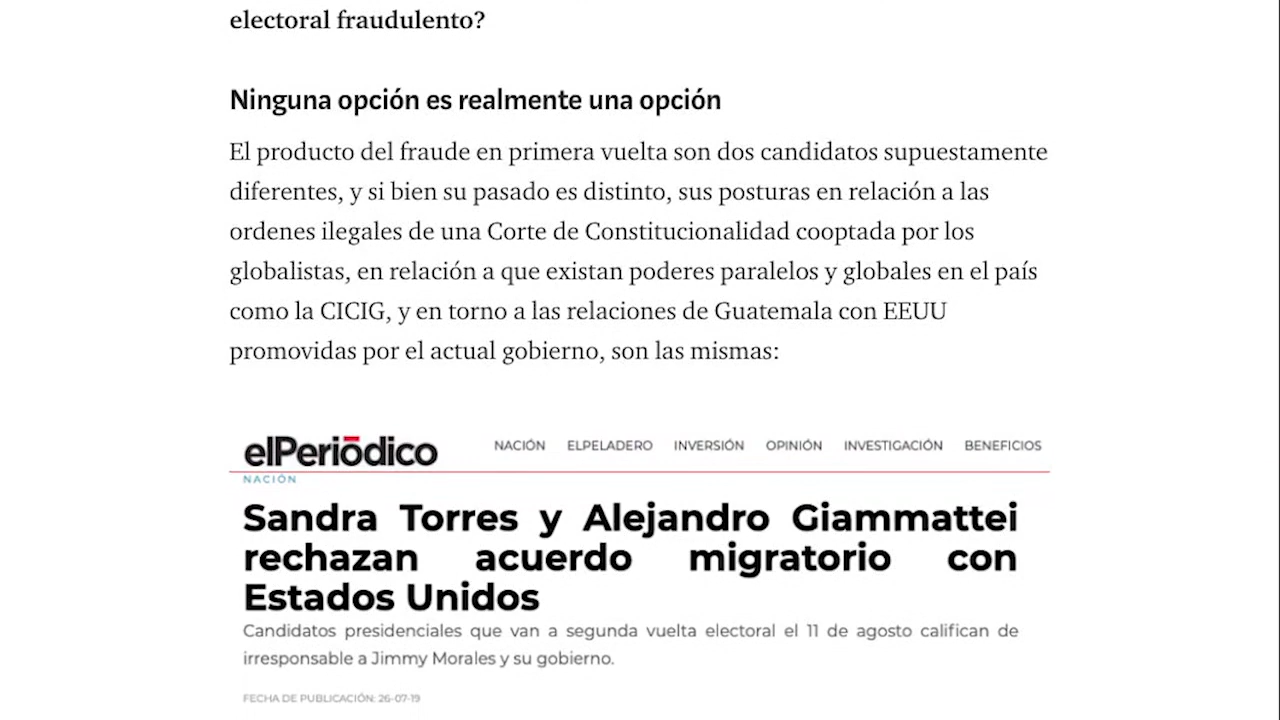 electoral fraudulento?
Ninguna opción es realmente una opción
El producto del fraude en primera vuelta son dos candidatos supuestamente
diferentes, y si bien su pasado es distinto, sus posturas en relación a las
ordenes ilegales de una Corte de Constitucionalidad cooptada por los
globalistas, en relación a que existan poderes paralelos y globales en el país
como la CICIG, y en torno a las relaciones de Guatemala con EEUU
promovidas por el actual gobierno, son las mismas:
elPeriódico NACIÓN ELPELADERO INVERSIÓN OPINIÓN INVESTIGACIÓN BENEFICIOS
NACIÓN
Sandra Torres y Alejandro Giammattei
rechazan acuerdo migratorio con
Estados Unidos
Candidatos presidenciales que van a segunda vuelta electoral el 11 de agosto califican de
irresponsable a Jimmy Morales y su gobierno.
FECHA DE PUBLICACIÓN: 26-07-19